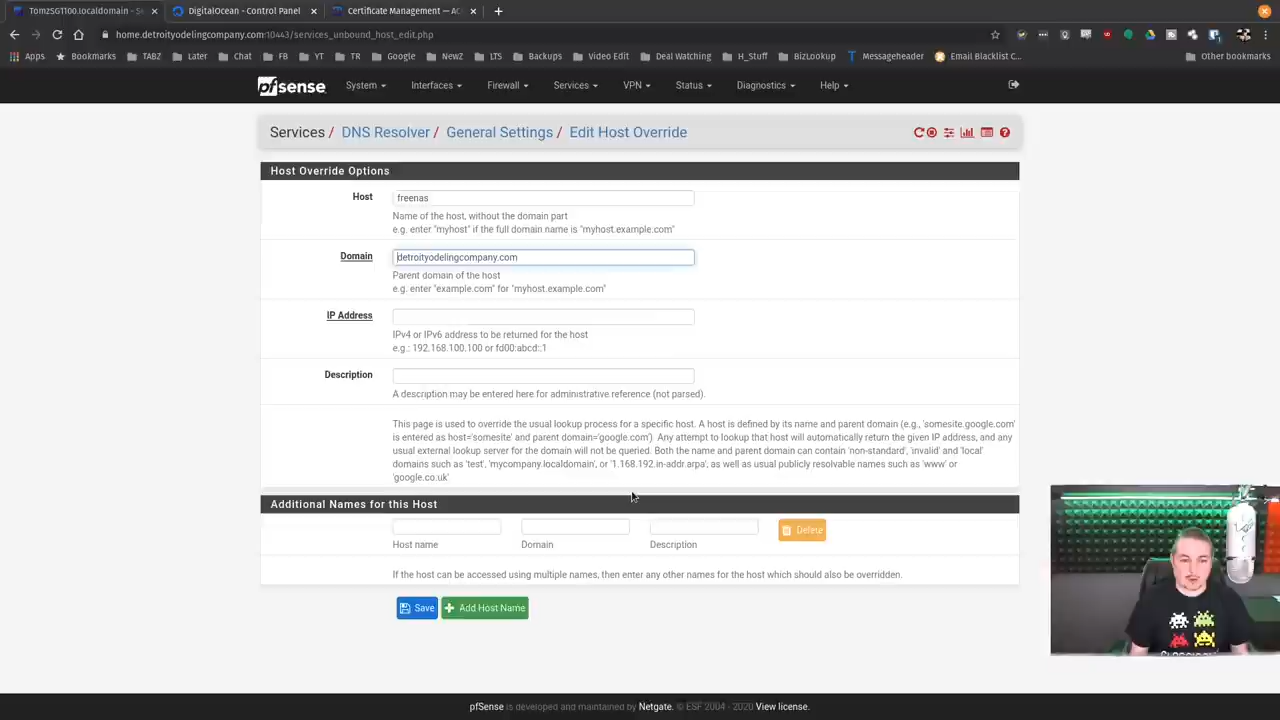 TomzSG1100.localdomain - Se
DigitalOcean - Control Panel
Certificate Management — AC
home.detroityodelingcompany.com:10443/services_unbound_host_edit.php
Apps
Bookmarks
TABZ
Later
Chat
FB
YT
TR
Google
NewZ
LTS
Backups
Video Edit
Deal Watching
H_Stuff
BizLookup
Messageheader
Email Blacklist C...
Other bookmarks
pfsense
System
Interfaces
Firewall
Services
VPN
Status
Diagnostics
Help
Services / DNS Resolver / General Settings / Edit Host Override
Host Override Options
Host
freenas
Name of the host, without the domain part
e.g. enter "myhost" if the full domain name is "myhost.example.com"
Domain
detroityodelingcompany.com
Parent domain of the host
e.g. enter "example.com" for "myhost.example.com"
IP Address
IPv4 or IPv6 address to be returned for the host
e.g.: 192.168.100.100 or fd00:abcd::1
Description
A description may be entered here for administrative reference (not parsed).
This page is used to override the usual lookup process for a specific host. A host is defined by its name and parent domain (e.g., 'somesite.google.com'
is entered as host='somesite' and parent domain='google.com') Any attempt to lookup that host will automatically return the given IP address, and any
usual external lookup server for the domain will not be queried. Both the name and parent domain can contain 'non-standard', 'invalid' and 'local'
domains such as 'test', 'mycompany.localdomain', or '1.168.192.in-addr.arpa', as well as usual publicly resolvable names such as 'www' or
'google.co.uk'
Additional Names for this Host
Delete
Host name
Domain
Description
If the host can be accessed using multiple names, then enter any other names for the host which should also be overridden.
Save
Add Host Name
pfSense is developed and maintained by Netgate. © ESF 2004 - 2020 View license.